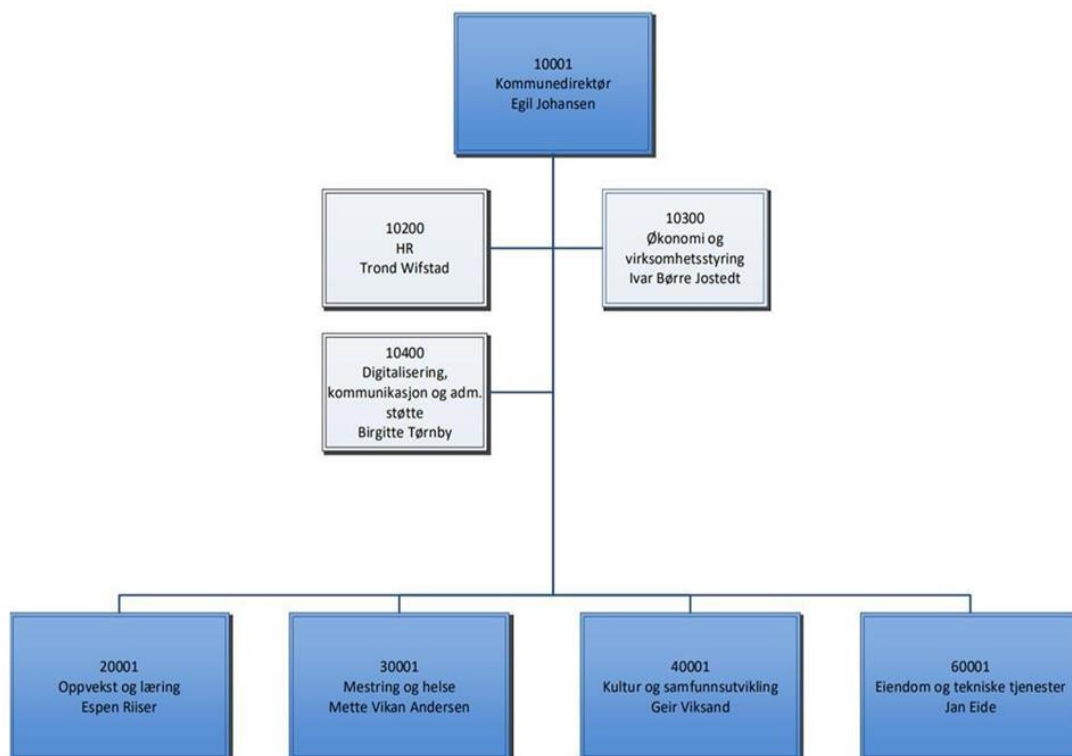 10001
Kommunedirektør
Egil Johansen
10200
HR
Trond Wifstad
10300
Økonomi og
virksomhetsstyring
Ivar Børre Jostedt
10400
Digitalisering,
kommunikasjon og adm.
støtte
Birgitte Tørnby
20001
Oppvekst og læring
Espen Riiser
30001
Mestring og helse
Mette Vikan Andersen
40001
Kultur og samfunnsutvikling
Geir Viksand
60001
Eiendom og tekniske tjenester
Jan Eide